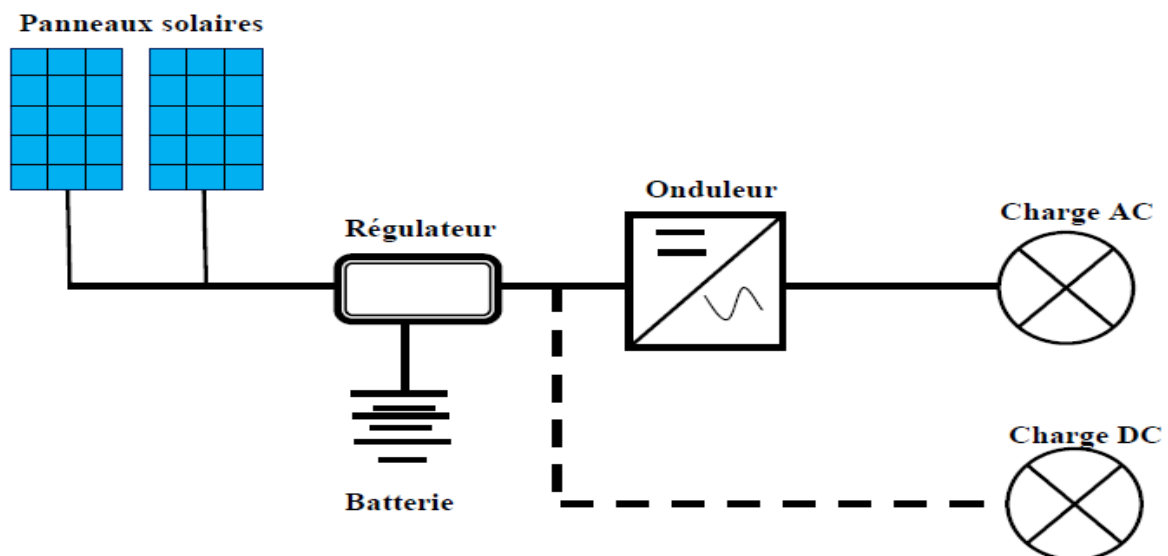 Panneaux solaires
Onduleur
Charge AC
Régulateur
Charge DC
Batterie